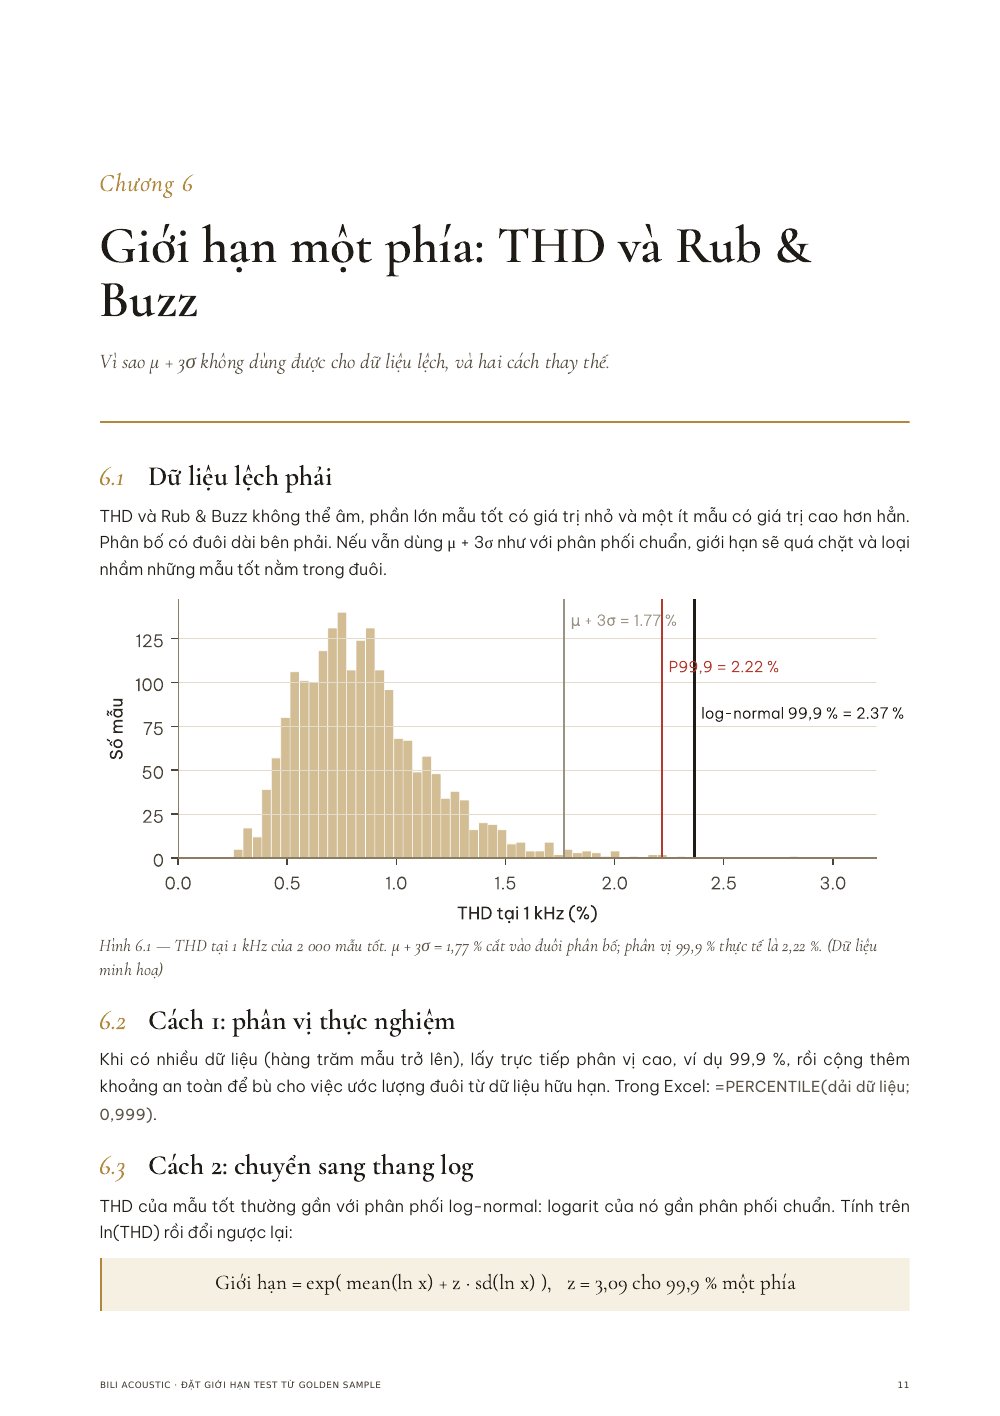 Chương 6
Giới hạn một phía: THD và Rub &
Buzz
Vì sao μ + 3σ không dùng được cho dữ liệu lệch, và hai cách thay thế.
6.1 Dữ liệu lệch phải
THD và Rub & Buzz không thể âm, phần lớn mẫu tốt có giá trị nhỏ và một ít mẫu có giá trị cao hơn hẳn.
Phân bố có đuôi dài bên phải. Nếu vẫn dùng μ + 3σ như với phân phối chuẩn, giới hạn sẽ quá chặt và loại
nhầm những mẫu tốt nằm trong đuôi.
μ + 3σ = 1.77 %
P99,9 = 2.22 %
log-normal 99,9 % = 2.37 %
Số mẫu
125
100
75
50
25
0
0.0 0.5 1.0 1.5 2.0 2.5 3.0
THD tại 1 kHz (%)
Hình 6.1 — THD tại 1 kHz của 2 000 mẫu tốt. μ + 3σ = 1,77 % cắt vào đuôi phân bố; phân vị 99,9 % thực tế là 2,22 %. (Dữ liệu
minh hoạ)
6.2 Cách 1: phân vị thực nghiệm
Khi có nhiều dữ liệu (hàng trăm mẫu trở lên), lấy trực tiếp phân vị cao, ví dụ 99,9 %, rồi cộng thêm
khoảng an toàn để bù cho việc ước lượng đuôi từ dữ liệu hữu hạn. Trong Excel: =PERCENTILE(dải dữ liệu;
0,999).
6.3 Cách 2: chuyển sang thang log
THD của mẫu tốt thường gần với phân phối log-normal: logarit của nó gần phân phối chuẩn. Tính trên
ln(THD) rồi đổi ngược lại:
Giới hạn = exp( mean(ln x) + z · sd(ln x) ), z = 3,09 cho 99,9 % một phía
BILI ACOUSTIC · ĐẶT GIỚI HẠN TEST TỪ GOLDEN SAMPLE 11